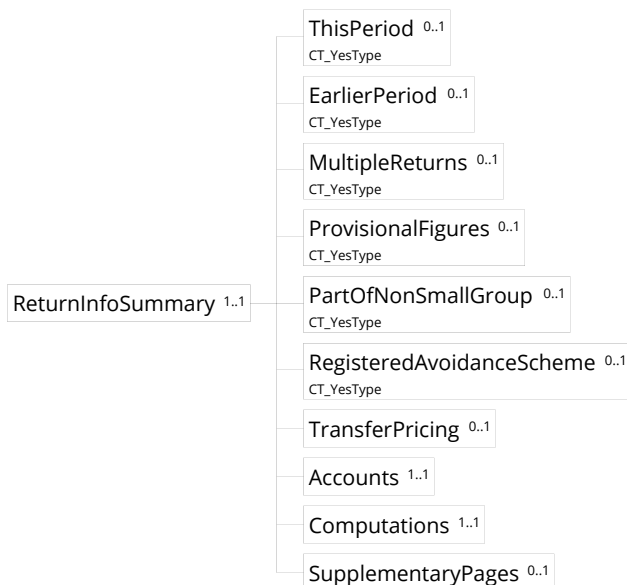 ThisPeriod 0..1
CT_YesType
EarlierPeriod 0..1
CT_YesType
MultipleReturns 0..1
CT_YesType
ProvisionalFigures 0..1
CT_YesType
ReturnInfoSummary 1..1
PartOfNonSmallGroup 0..1
CT_YesType
RegisteredAvoidanceScheme 0..1
CT_YesType
TransferPricing 0..1
Accounts 1..1
Computations 1..1
SupplementaryPages 0..1